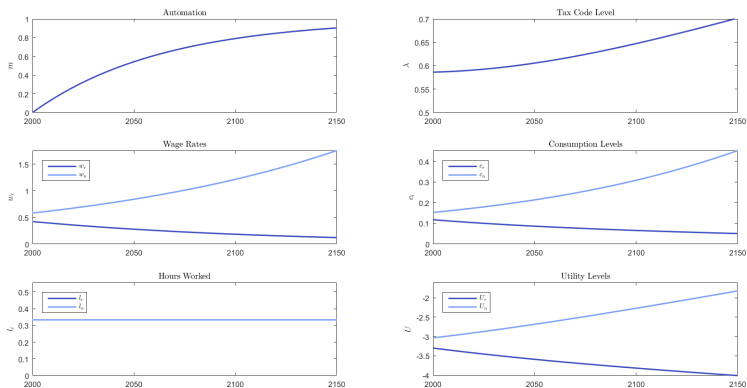 Automation
m
1
0.8
0.6
0.4
0.2
0
2000 2050 2100 2150
Tax Code Level
λ
0.7
0.65
0.6
0.55
0.5
2000 2050 2100 2150
Wage Rates
w_i
1.5
1
0.5
0
w_r
w_n
2000 2050 2100 2150
Consumption Levels
c_i
0.4
0.3
0.2
0.1
0
c_r
c_n
2000 2050 2100 2150
Hours Worked
l_i
0.5
0.4
0.3
0.2
0.1
0
l_r
l_n
2000 2050 2100 2150
Utility Levels
U
-2
-2.5
-3
-3.5
-4
U_r
U_n
2000 2050 2100 2150